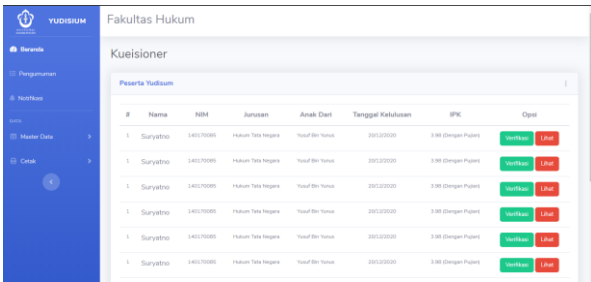 YUDISIUM
Fakultas Hukum
Beranda
Pengumuman
Notifikasi
DATA
Master Data
Cetak
Kueisioner
Peserta Yudisum
# Name NIM Jurusan Anak Dari Tanggal Kelulusan IPK Opsi
1 Suryatno 140170085 Hukum Tata Negara Yusuf Bin Yunus 20/12/2020 3.98 (Dengan Pujian) Verifikasi Lihat
1 Suryatno 140170085 Hukum Tata Negara Yusuf Bin Yunus 20/12/2020 3.98 (Dengan Pujian) Verifikasi Lihat
1 Suryatno 140170085 Hukum Tata Negara Yusuf Bin Yunus 20/12/2020 3.98 (Dengan Pujian) Verifikasi Lihat
1 Suryatno 140170085 Hukum Tata Negara Yusuf Bin Yunus 20/12/2020 3.98 (Dengan Pujian) Verifikasi Lihat
1 Suryatno 140170085 Hukum Tata Negara Yusuf Bin Yunus 20/12/2020 3.98 (Dengan Pujian) Verifikasi Lihat
1 Suryatno 140170085 Hukum Tata Negara Yusuf Bin Yunus 20/12/2020 3.98 (Dengan Pujian) Verifikasi Lihat